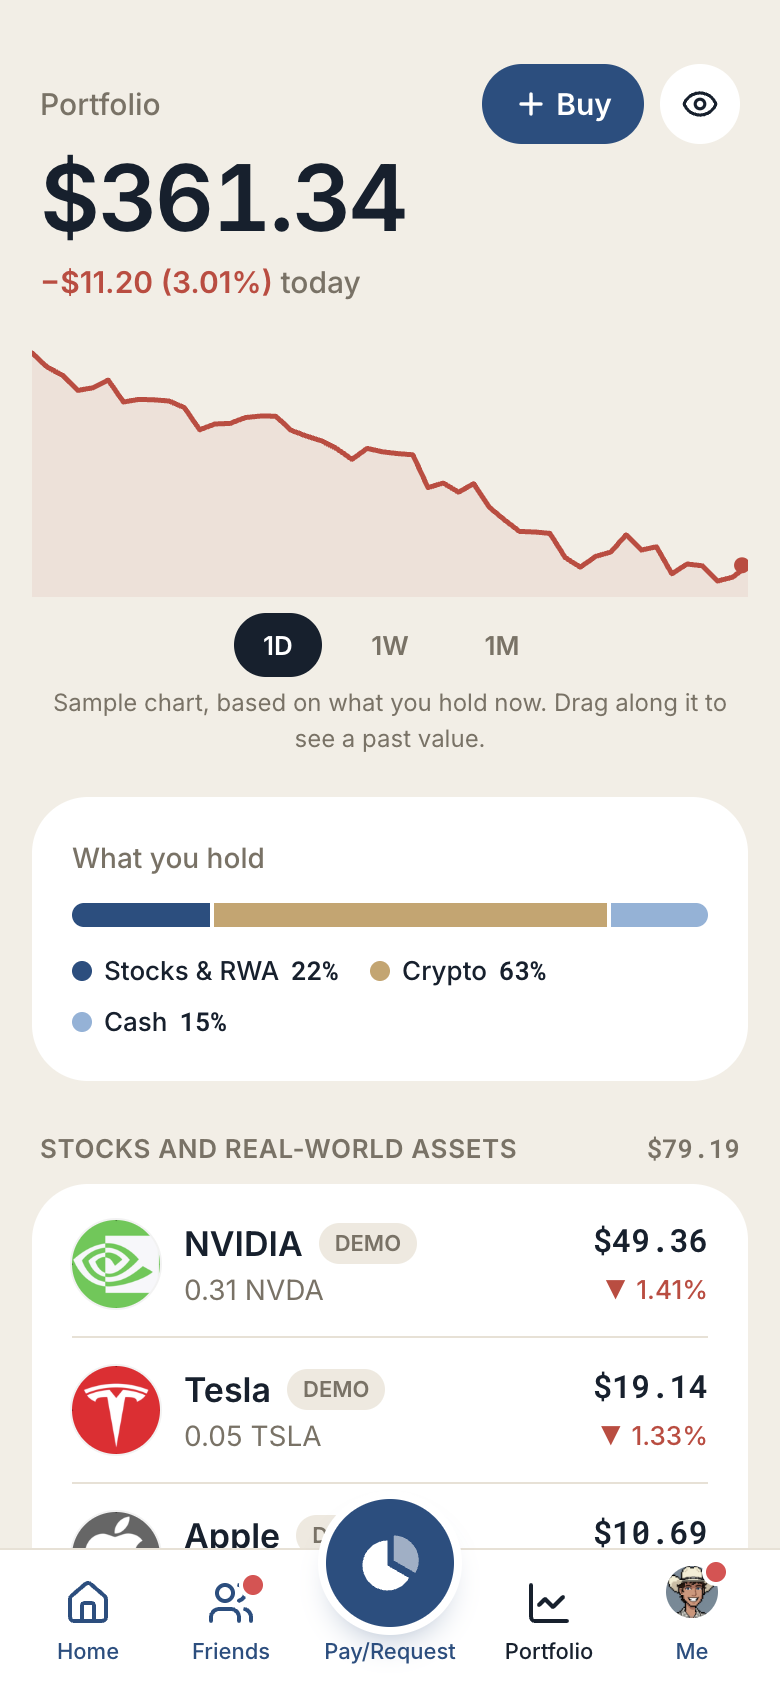 Portfolio
+ Buy
$361.34
−$11.20 (3.01%) today
1D 1W 1M
Sample chart, based on what you hold now. Drag along it to
see a past value.
What you hold
Stocks & RWA 22% Crypto 63%
Cash 15%
STOCKS AND REAL-WORLD ASSETS $79.19
NVIDIA DEMO $49.36
0.31 NVDA ▼ 1.41%
Tesla DEMO $19.14
0.05 TSLA ▼ 1.33%
Apple $10.69
Home Friends Pay/Request Portfolio Me